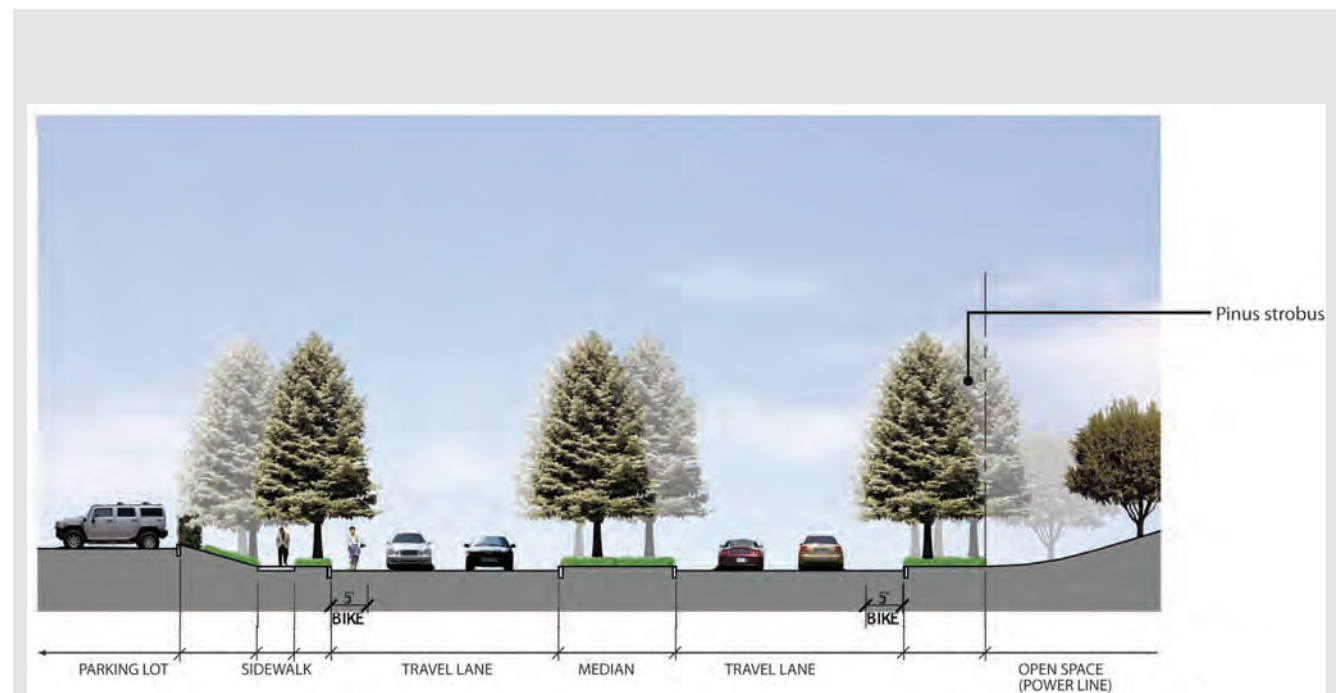 Pinus strobus
5'
BIKE
5'
BIKE
PARKING LOT
SIDEWALK
TRAVEL LANE
MEDIAN
TRAVEL LANE
OPEN SPACE
(POWER LINE)